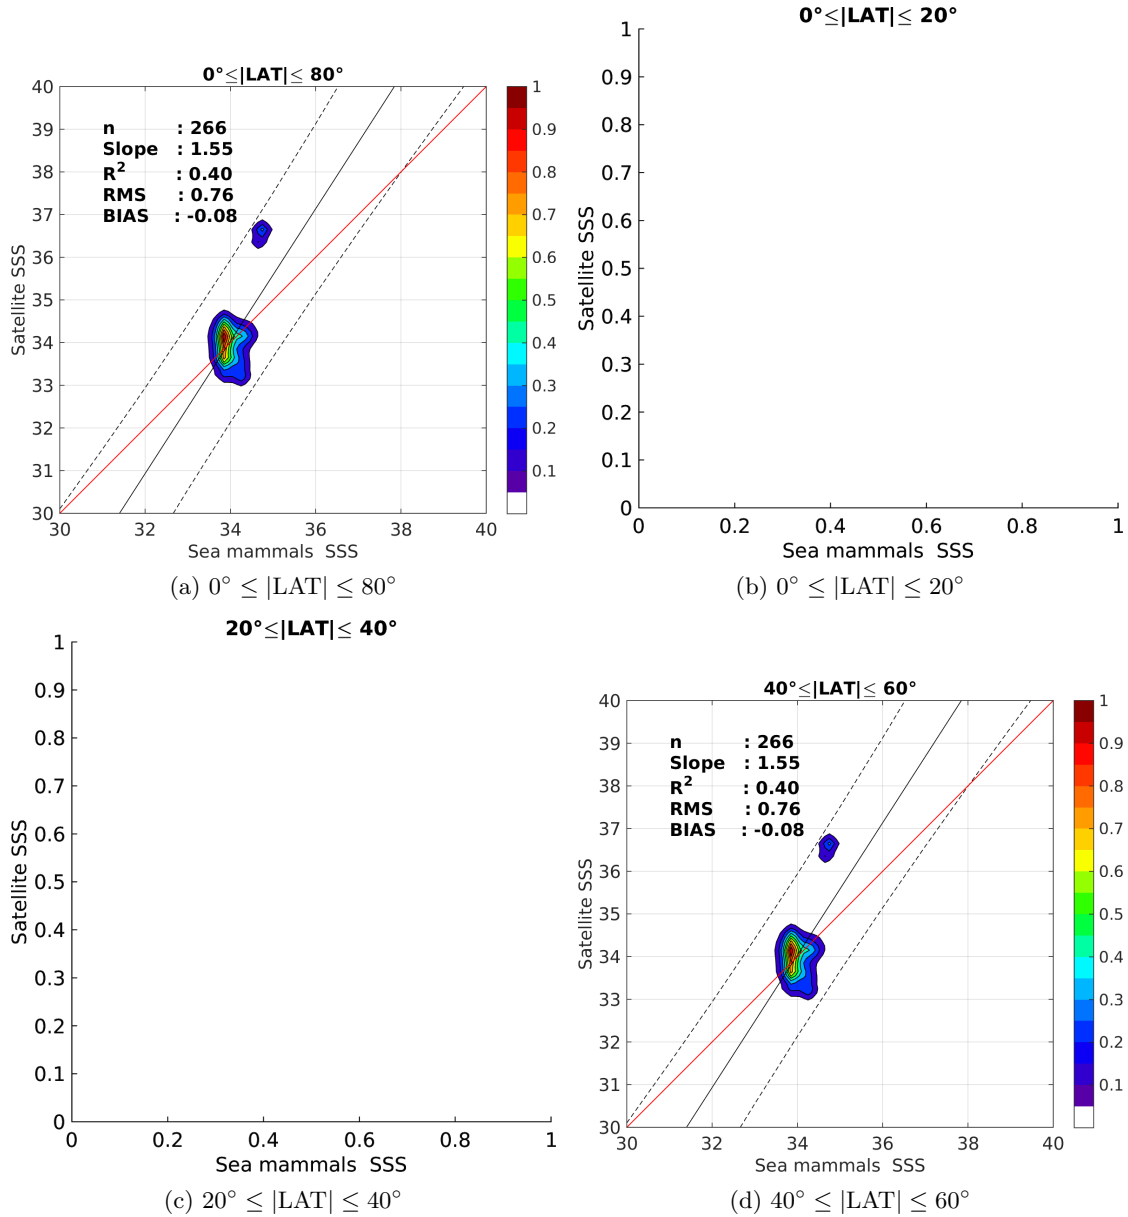 0°≤|LAT|≤ 80°
40
39
38
37
36
35
34
33
32
31
30
30 32 34 36 38 40
n : 266
Slope : 1.55
R² : 0.40
RMS : 0.76
BIAS : -0.08
Satellite SSS
Sea mammals SSS
1
0.9
0.8
0.7
0.6
0.5
0.4
0.3
0.2
0.1
(a) 0° ≤ |LAT| ≤ 80°
0°≤|LAT|≤ 20°
1
0.9
0.8
0.7
0.6
0.5
0.4
0.3
0.2
0.1
0
0 0.2 0.4 0.6 0.8 1
Satellite SSS
Sea mammals SSS
(b) 0° ≤ |LAT| ≤ 20°
20°≤|LAT|≤ 40°
1
0.9
0.8
0.7
0.6
0.5
0.4
0.3
0.2
0.1
0
0 0.2 0.4 0.6 0.8 1
Satellite SSS
Sea mammals SSS
(c) 20° ≤ |LAT| ≤ 40°
40°≤|LAT|≤ 60°
40
39
38
37
36
35
34
33
32
31
30
30 32 34 36 38 40
n : 266
Slope : 1.55
R² : 0.40
RMS : 0.76
BIAS : -0.08
Satellite SSS
Sea mammals SSS
1
0.9
0.8
0.7
0.6
0.5
0.4
0.3
0.2
0.1
(d) 40° ≤ |LAT| ≤ 60°